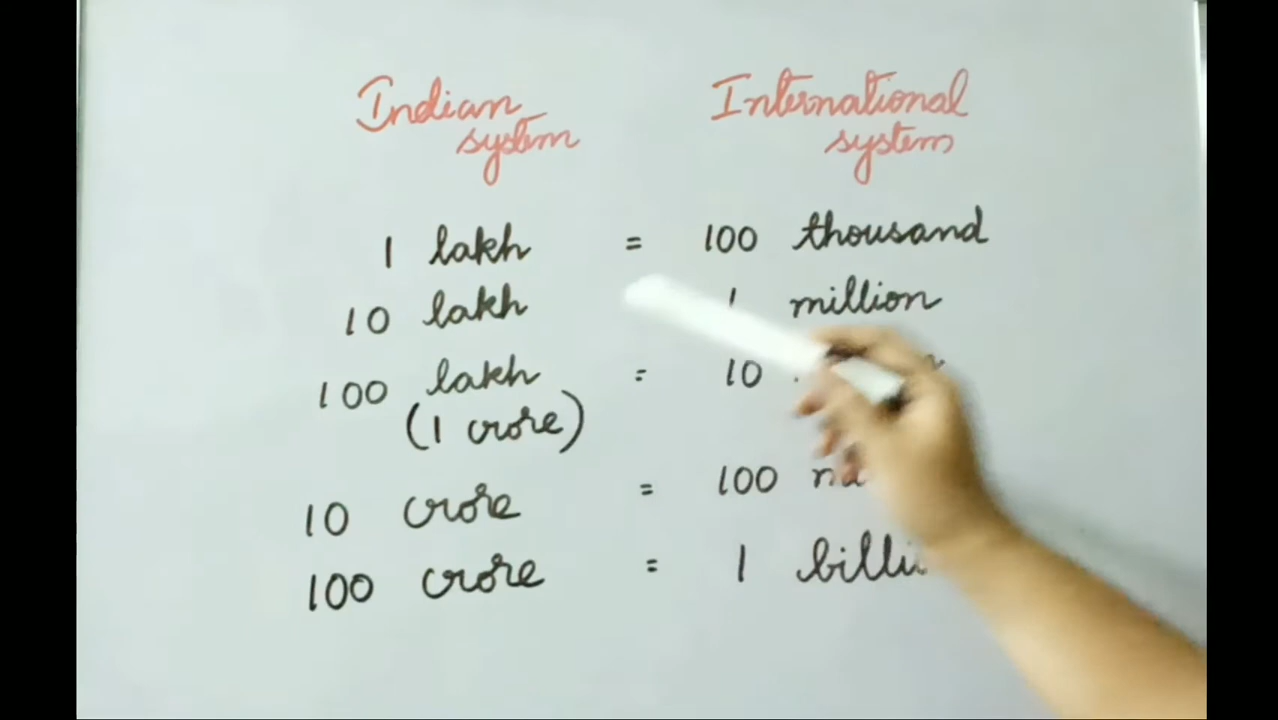 Indian system
International system
1 lakh = 100 thousand
10 lakh 1 million
100 lakh = 10
(1 crore)
10 crore = 100
100 crore = 1